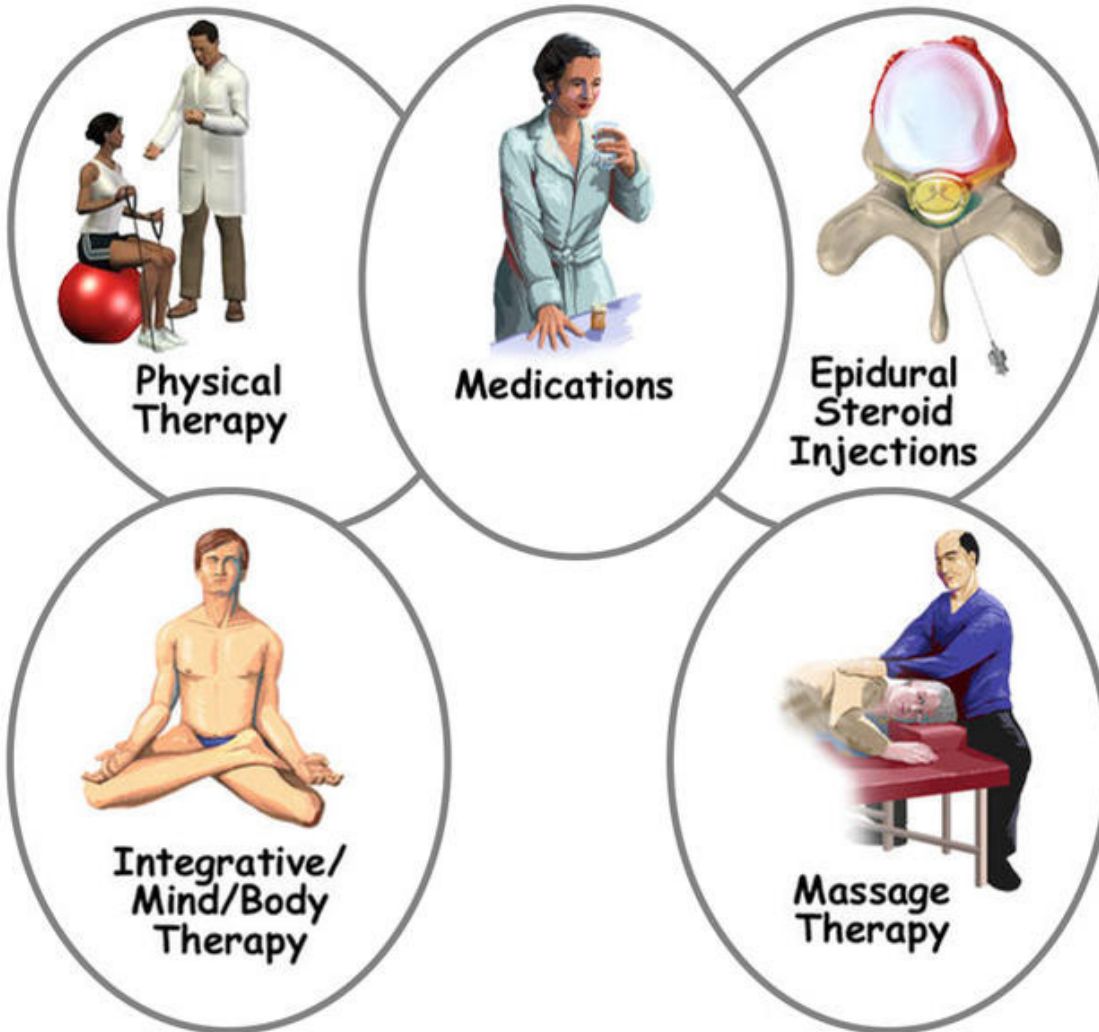 Physical
Therapy
Medications
Epidural
Steroid
Injections
Integrative/
Mind/Body
Therapy
Massage
Therapy